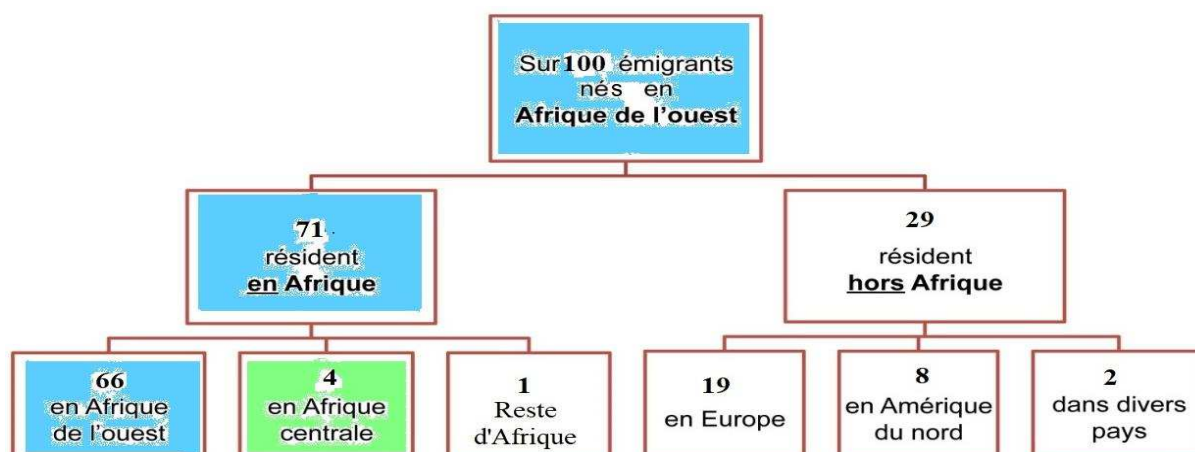 Sur 100 émigrants
nés en
Afrique de l'ouest
71
résident
en Afrique
29
résident
hors Afrique
66
en Afrique
de l'ouest
4
en Afrique
centrale
1
Reste
d'Afrique
19
en Europe
8
en Amérique
du nord
2
dans divers
pays